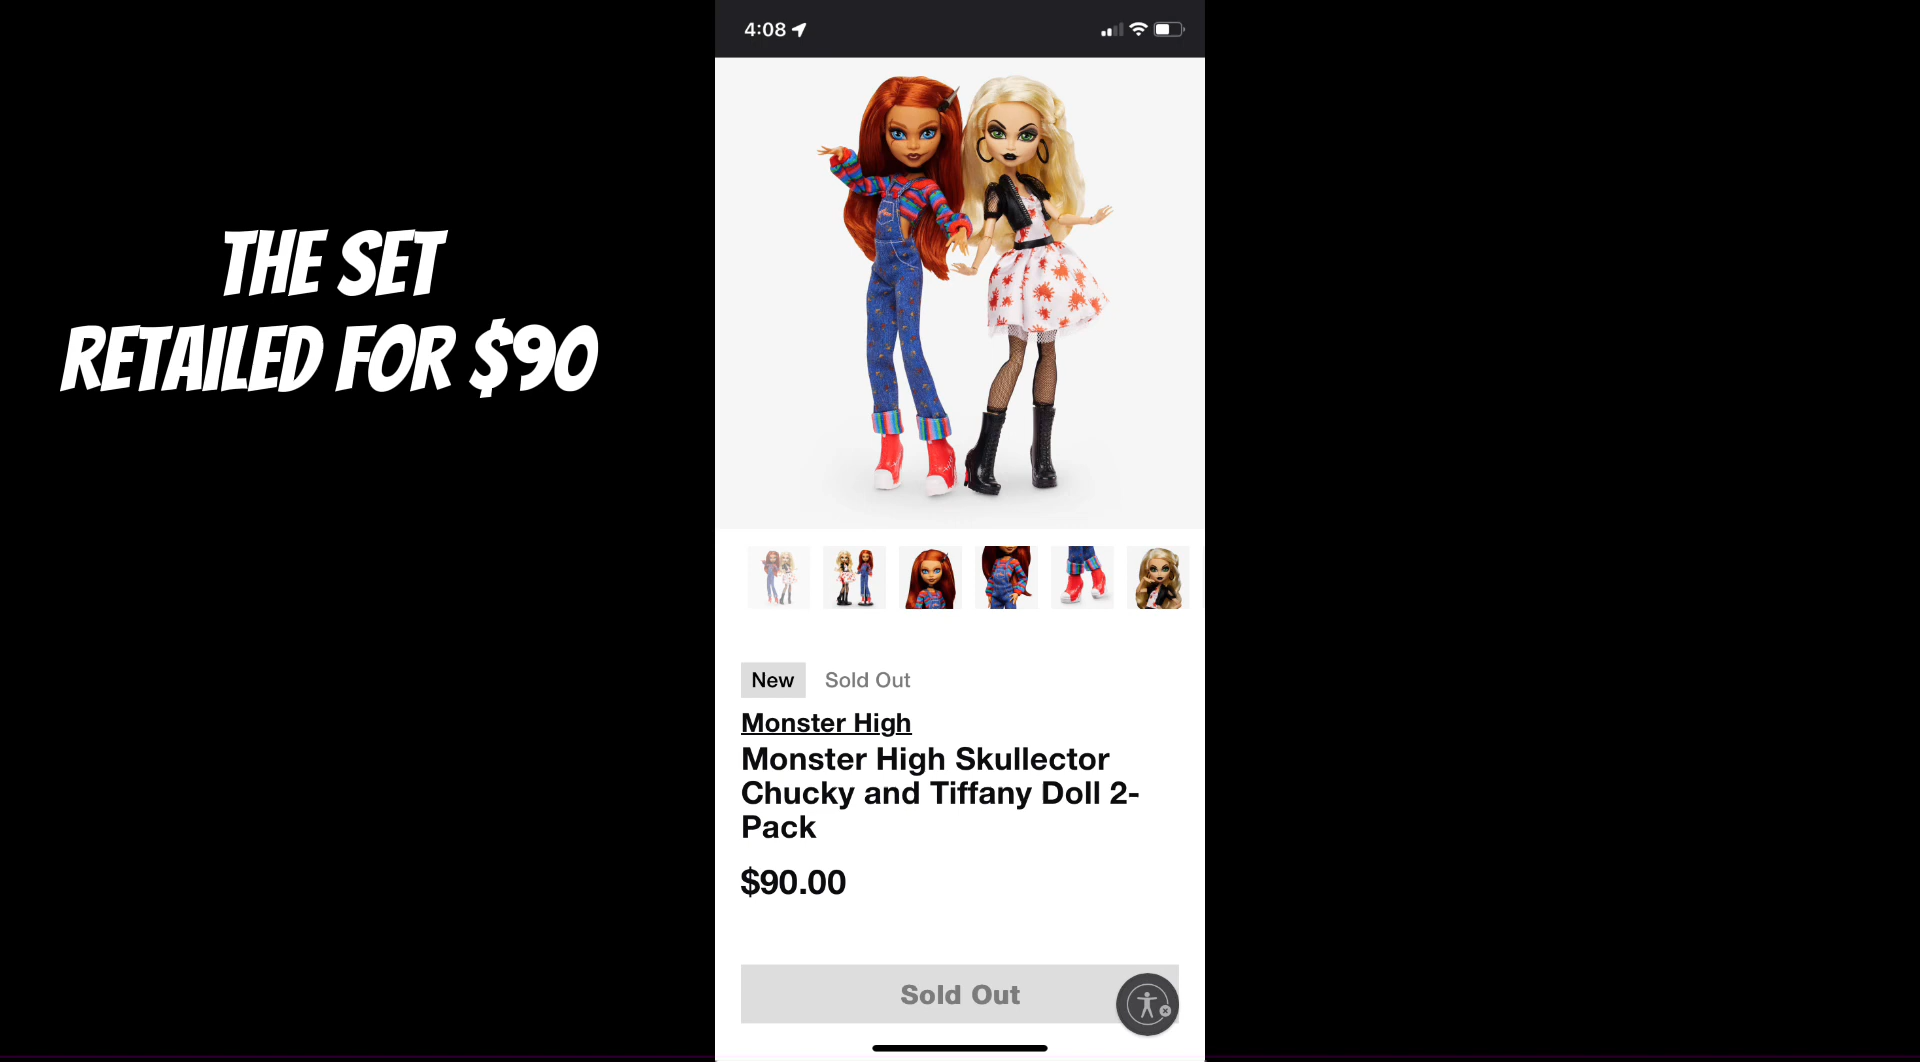 THE SET
RETAILED FOR $90
4:08
New
Sold Out
Monster High
Monster High Skullector
Chucky and Tiffany Doll 2-
Pack
$90.00
Sold Out